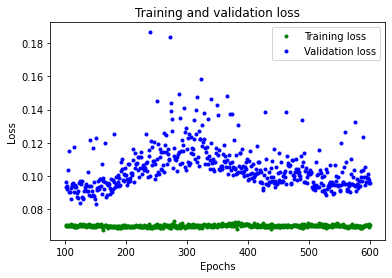 Training and validation loss
Training loss
Validation loss
0.18
0.16
0.14
0.12
0.10
0.08
Loss
100
200
300
400
500
600
Epochs